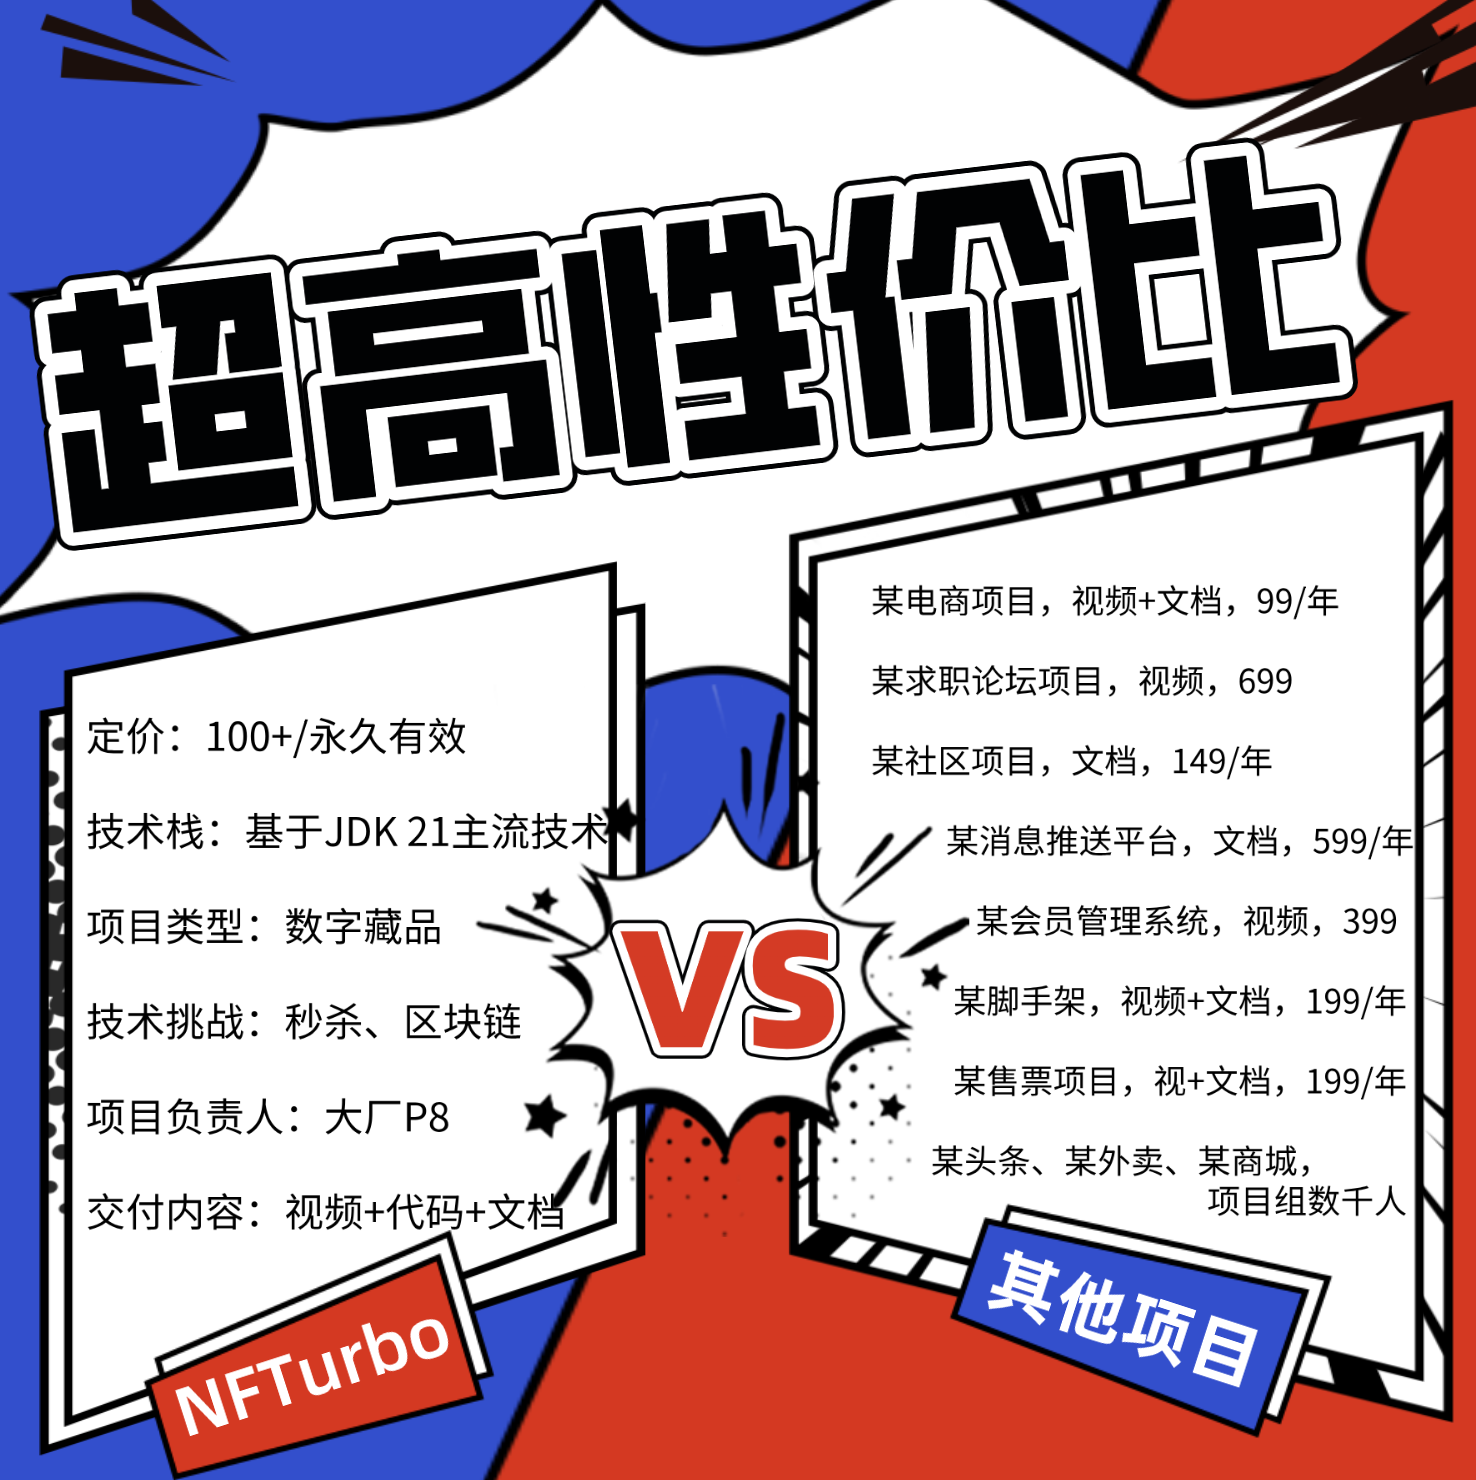 超高性价比
定价：100+/永久有效
技术栈：基于JDK 21主流技术
项目类型：数字藏品
技术挑战：秒杀、区块链
项目负责人：大厂P8
交付内容：视频+代码+文档
NFTurbo
VS
某电商项目，视频+文档，99/年
某求职论坛项目，视频，699
某社区项目，文档，149/年
某消息推送平台，文档，599/年
某会员管理系统，视频，399
某脚手架，视频+文档，199/年
某售票项目，视+文档，199/年
某头条、某外卖、某商城，
项目组数千人
其他项目